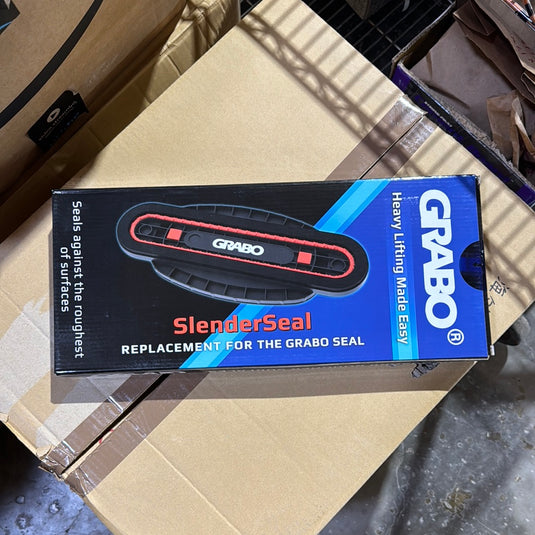 Seals against the roughest
of surfaces
GRABO
SlenderSeal
REPLACEMENT FOR THE GRABO SEAL
Heavy Lifting Made Easy
GRABO®